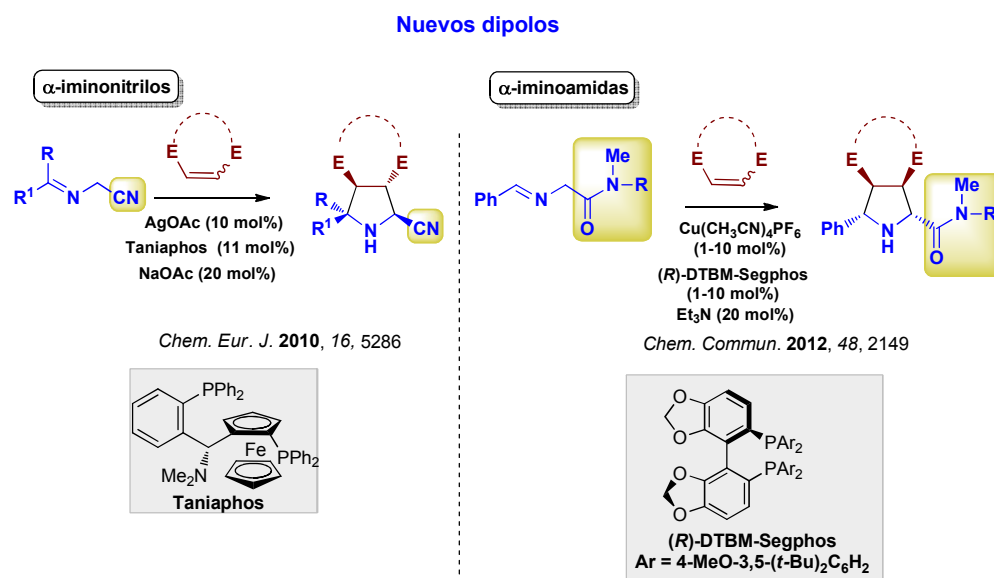 Nuevos dipolos
α-iminonitrilos
R
R1
N
CN
E
E
AgOAc (10 mol%)
Taniaphos (11 mol%)
NaOAc (20 mol%)
E
E
R
R1
N
H
CN
Chem. Eur. J. 2010, 16, 5286
PPh2
Fe
PPh2
Me2N
Taniaphos
α-iminoamidas
Ph
N
Me
N
R
O
E
E
Cu(CH3CN)4PF6
(1-10 mol%)
(R)-DTBM-Segphos
(1-10 mol%)
Et3N (20 mol%)
E
E
Ph
N
H
Me
N
R
O
Chem. Commun. 2012, 48, 2149
O
O
PAr2
PAr2
O
O
(R)-DTBM-Segphos
Ar = 4-MeO-3,5-(t-Bu)2C6H2